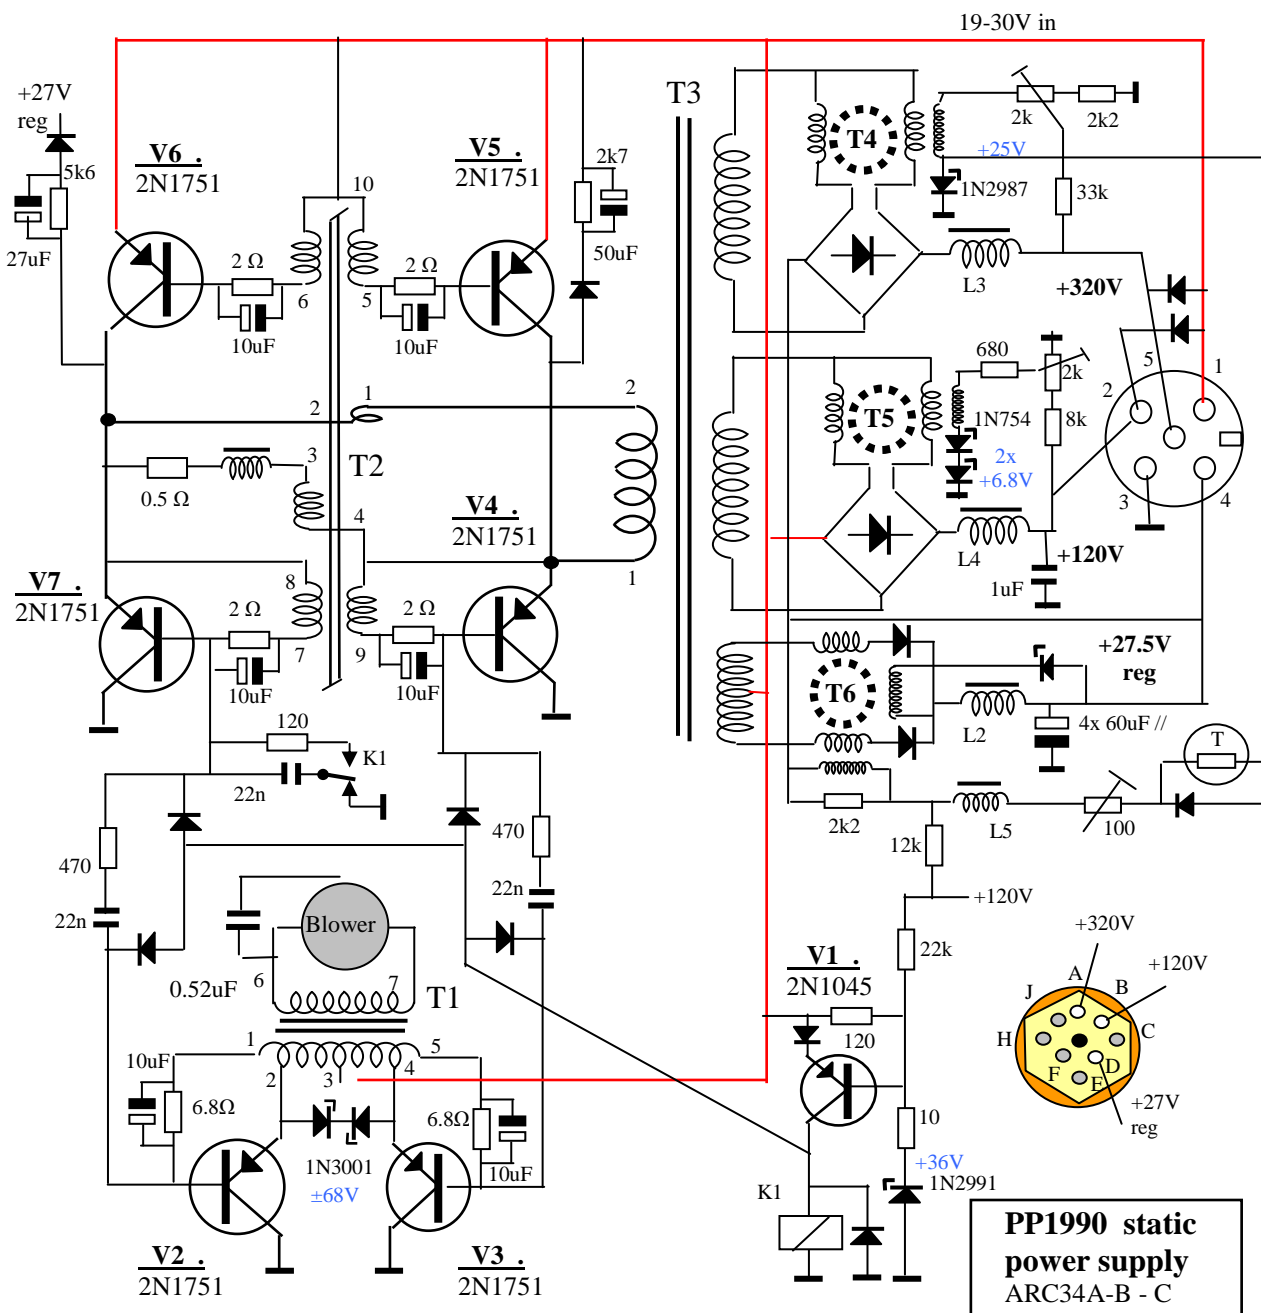 19-30V in
+27V
reg
5k6
27uF
V6 .
2N1751
10
V5 .
2N1751
2k7
50uF
T3
T4
+25V
2k
2k2
1N2987
33k
L3
+320V
2 Ω
6
5
2 Ω
10uF
10uF
2
1
2
3
0.5 Ω
T2
4
V4 .
2N1751
1
680
2k
T5
1N754
8k
2x
+6.8V
L4
+120V
1uF
5
1
2
3
4
V7 .
2N1751
8
2 Ω
7
10uF
2 Ω
9
10uF
T6
+27.5V
reg
L2
4x 60uF //
T
120
K1
22n
2k2
L5
100
12k
470
22n
470
22n
Blower
0.52uF
6
7
T1
1
2
3
4
5
10uF
6.8Ω
6.8Ω
10uF
1N3001
±68V
V2 .
2N1751
V3 .
2N1751
+120V
22k
V1 .
2N1045
120
10
+36V
1N2991
K1
+320V
+120V
A
B
J
H
C
F
D
E
+27V
reg
PP1990 static
power supply
ARC34A-B - C